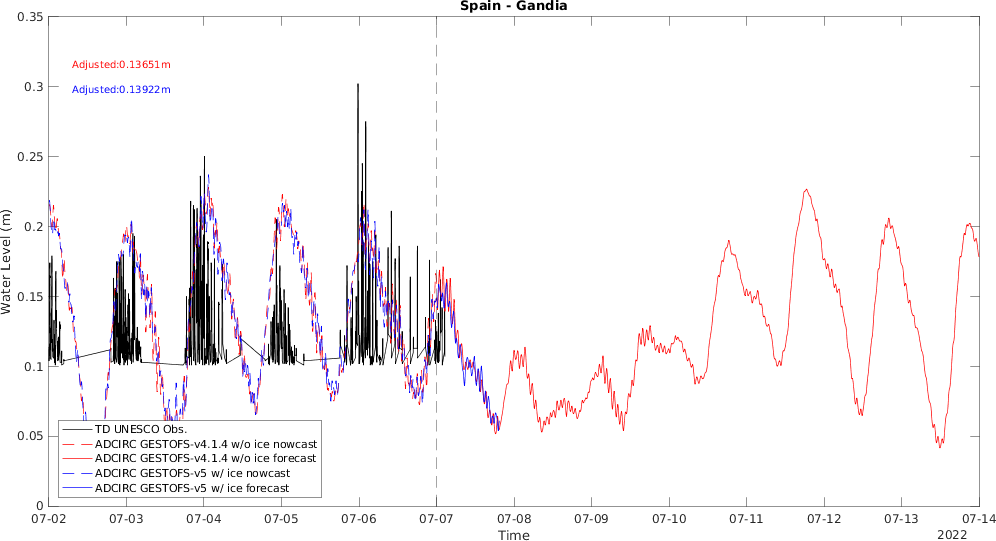 Spain - Gandia
0.35
0.3
0.25
0.2
0.15
0.1
0.05
0
Water Level (m)
Adjusted:0.13651m
Adjusted:0.13922m
TD UNESCO Obs.
ADCIRC GESTOFS-v4.1.4 w/o ice nowcast
ADCIRC GESTOFS-v4.1.4 w/o ice forecast
ADCIRC GESTOFS-v5 w/ ice nowcast
ADCIRC GESTOFS-v5 w/ ice forecast
07-02 07-03 07-04 07-05 07-06 07-07 07-08 07-09 07-10 07-11 07-12 07-13 07-14
Time
2022